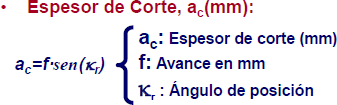 • Espesor de Corte, ac(mm):
ac=f·sen(κr)
ac: Espesor de corte (mm)
f: Avance en mm
κr : Ángulo de posición